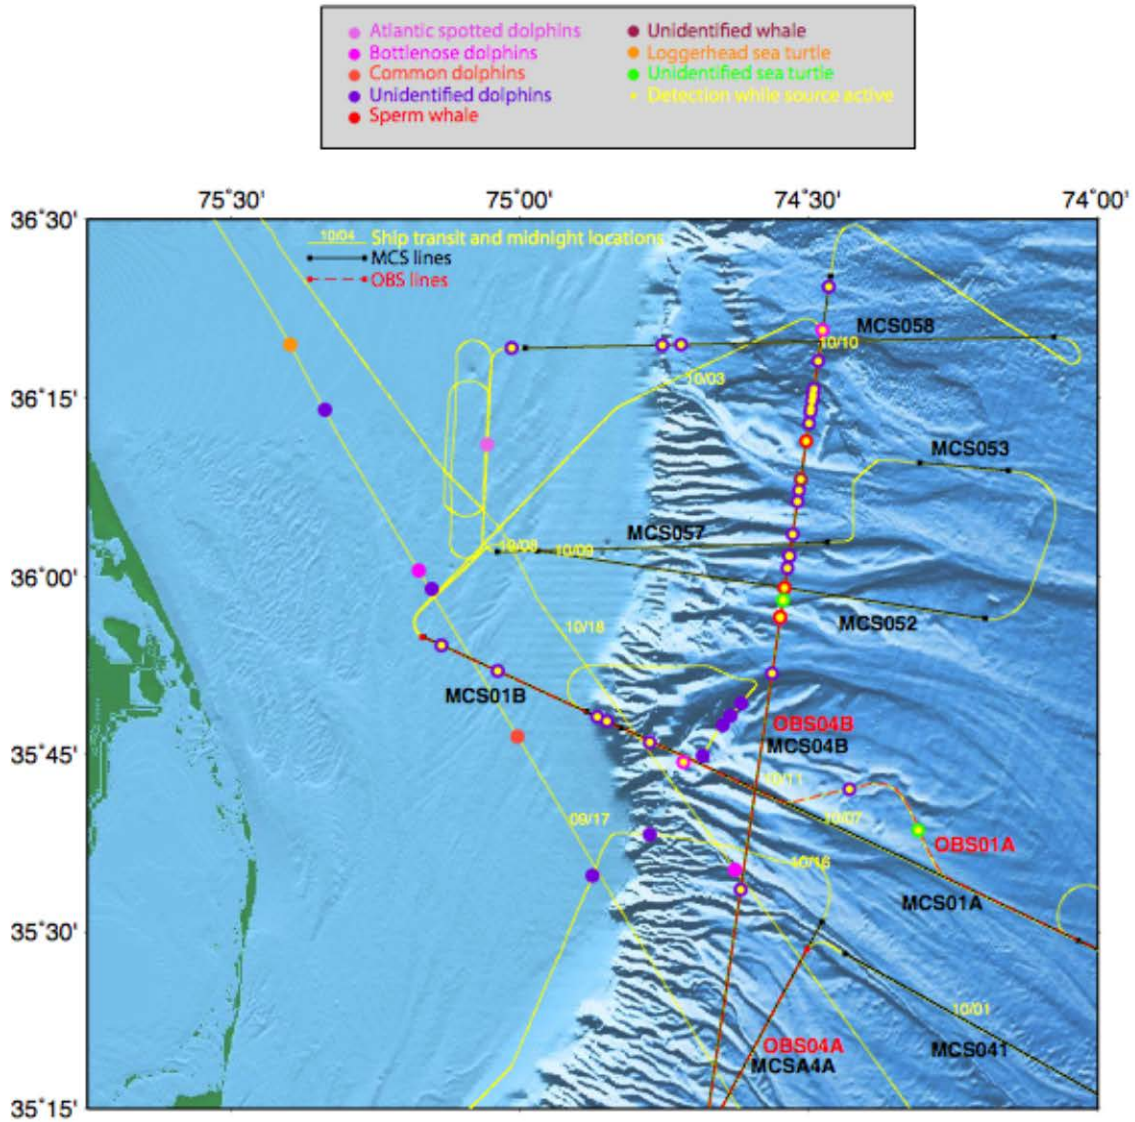 Atlantic spotted dolphins
Bottlenose dolphins
Common dolphins
Unidentified dolphins
Sperm whale
Unidentified whale
Loggerhead sea turtle
Unidentified sea turtle
Detection while source active
75˚30' 75˚00' 74˚30' 74˚00'
36˚30'
10/04 Ship transit and midnight locations
MCS lines
OBS lines
MCS058
10/10
10/03
36˚15'
MCS053
MCS057
10/08 10/09
36˚00'
MCS052
10/18
MCS01B
OBS04B
MCS04B
35˚45'
10/11
10/07
09/17
OBS01A
10/16
MCS01A
35˚30'
10/01
OBS04A
MCS041
MCSA4A
35˚15'